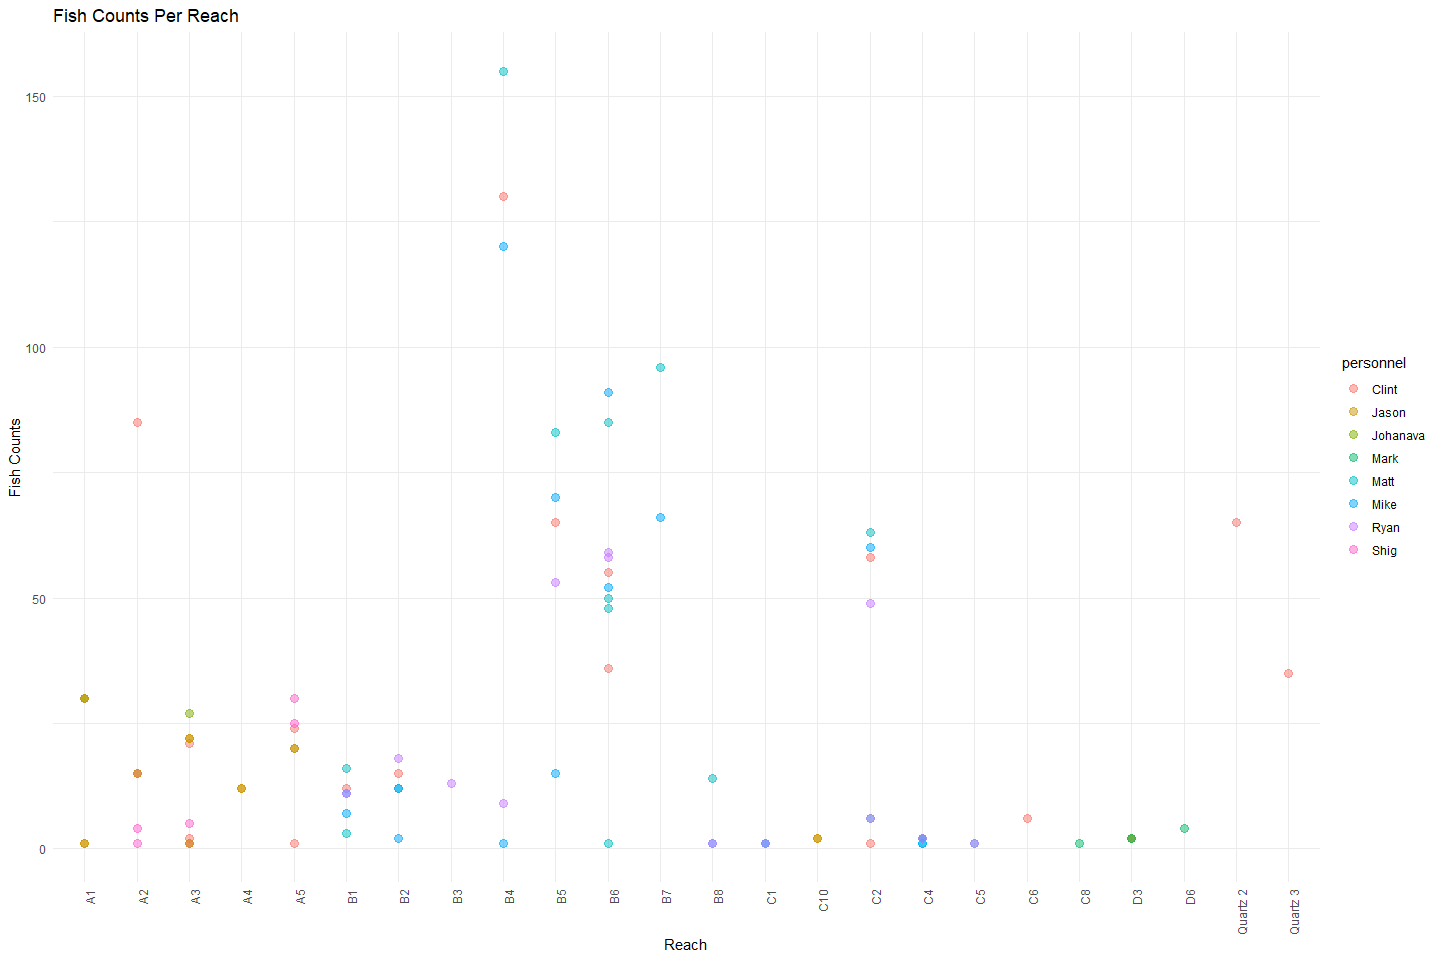 Fish Counts Per Reach
150
100
50
0
Fish Counts
A1
A2
A3
A4
A5
B1
B2
B3
B4
B5
B6
B7
B8
C1
C10
C2
C4
C5
C6
C8
D3
D6
Quartz 2
Quartz 3
Reach
personnel
Clint
Jason
Johanava
Mark
Matt
Mike
Ryan
Shig